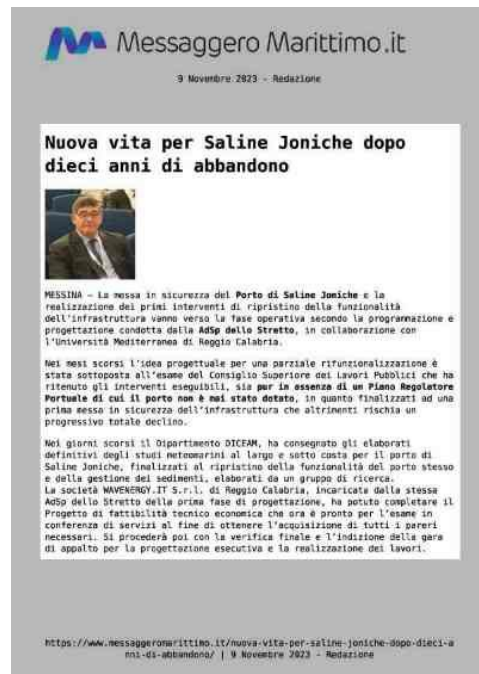 Messaggero Marittimo.it
9 Novembre 2023 - Redazione
Nuova vita per Saline Joniche dopo
dieci anni di abbandono
MESSINA – La messa in sicurezza del Porto di Saline Joniche e la
realizzazione dei primi interventi di ripristino della funzionalità
dell'infrastruttura vanno verso la fase operativa secondo la programmazione e
progettazione condotta dalla AdSp dello Stretto, in collaborazione con
l'Università Mediterranea di Reggio Calabria.
Nei mesi scorsi l'idea progettuale per una parziale rifunzionalizzazione è
stata sottoposta all'esame del Consiglio Superiore dei Lavori Pubblici che ha
ritenuto gli interventi eseguibili, sia pur in assenza di un Piano Regolatore
Portuale di cui il porto non è mai stato dotato, in quanto finalizzati ad una
prima messa in sicurezza dell'infrastruttura che altrimenti rischia un
progressivo totale declino.
Nei giorni scorsi il Dipartimento DICEAM, ha consegnato gli elaborati
definitivi degli studi meteomarini al largo e sotto costa per il porto di
Saline Joniche, finalizzati al ripristino della funzionalità del porto stesso
e della gestione dei sedimenti, elaborati da un gruppo di ricerca.
La società WAVENERGY.IT S.r.l. di Reggio Calabria, incaricata dalla stessa
AdSp dello Stretto della prima fase di progettazione, ha potuto completare il
Progetto di fattibilità tecnico economica che ora è pronto per l'esame in
conferenza di servizi al fine di ottenere l'acquisizione di tutti i pareri
necessari. Si procederà poi con la verifica finale e l'indizione della gara
di appalto per la progettazione esecutiva e la realizzazione dei lavori.
https://www.messaggeromarittimo.it/nuova-vita-per-saline-joniche-dopo-dieci-a
nni-di-abbandono/ | 9 Novembre 2023 - Redazione